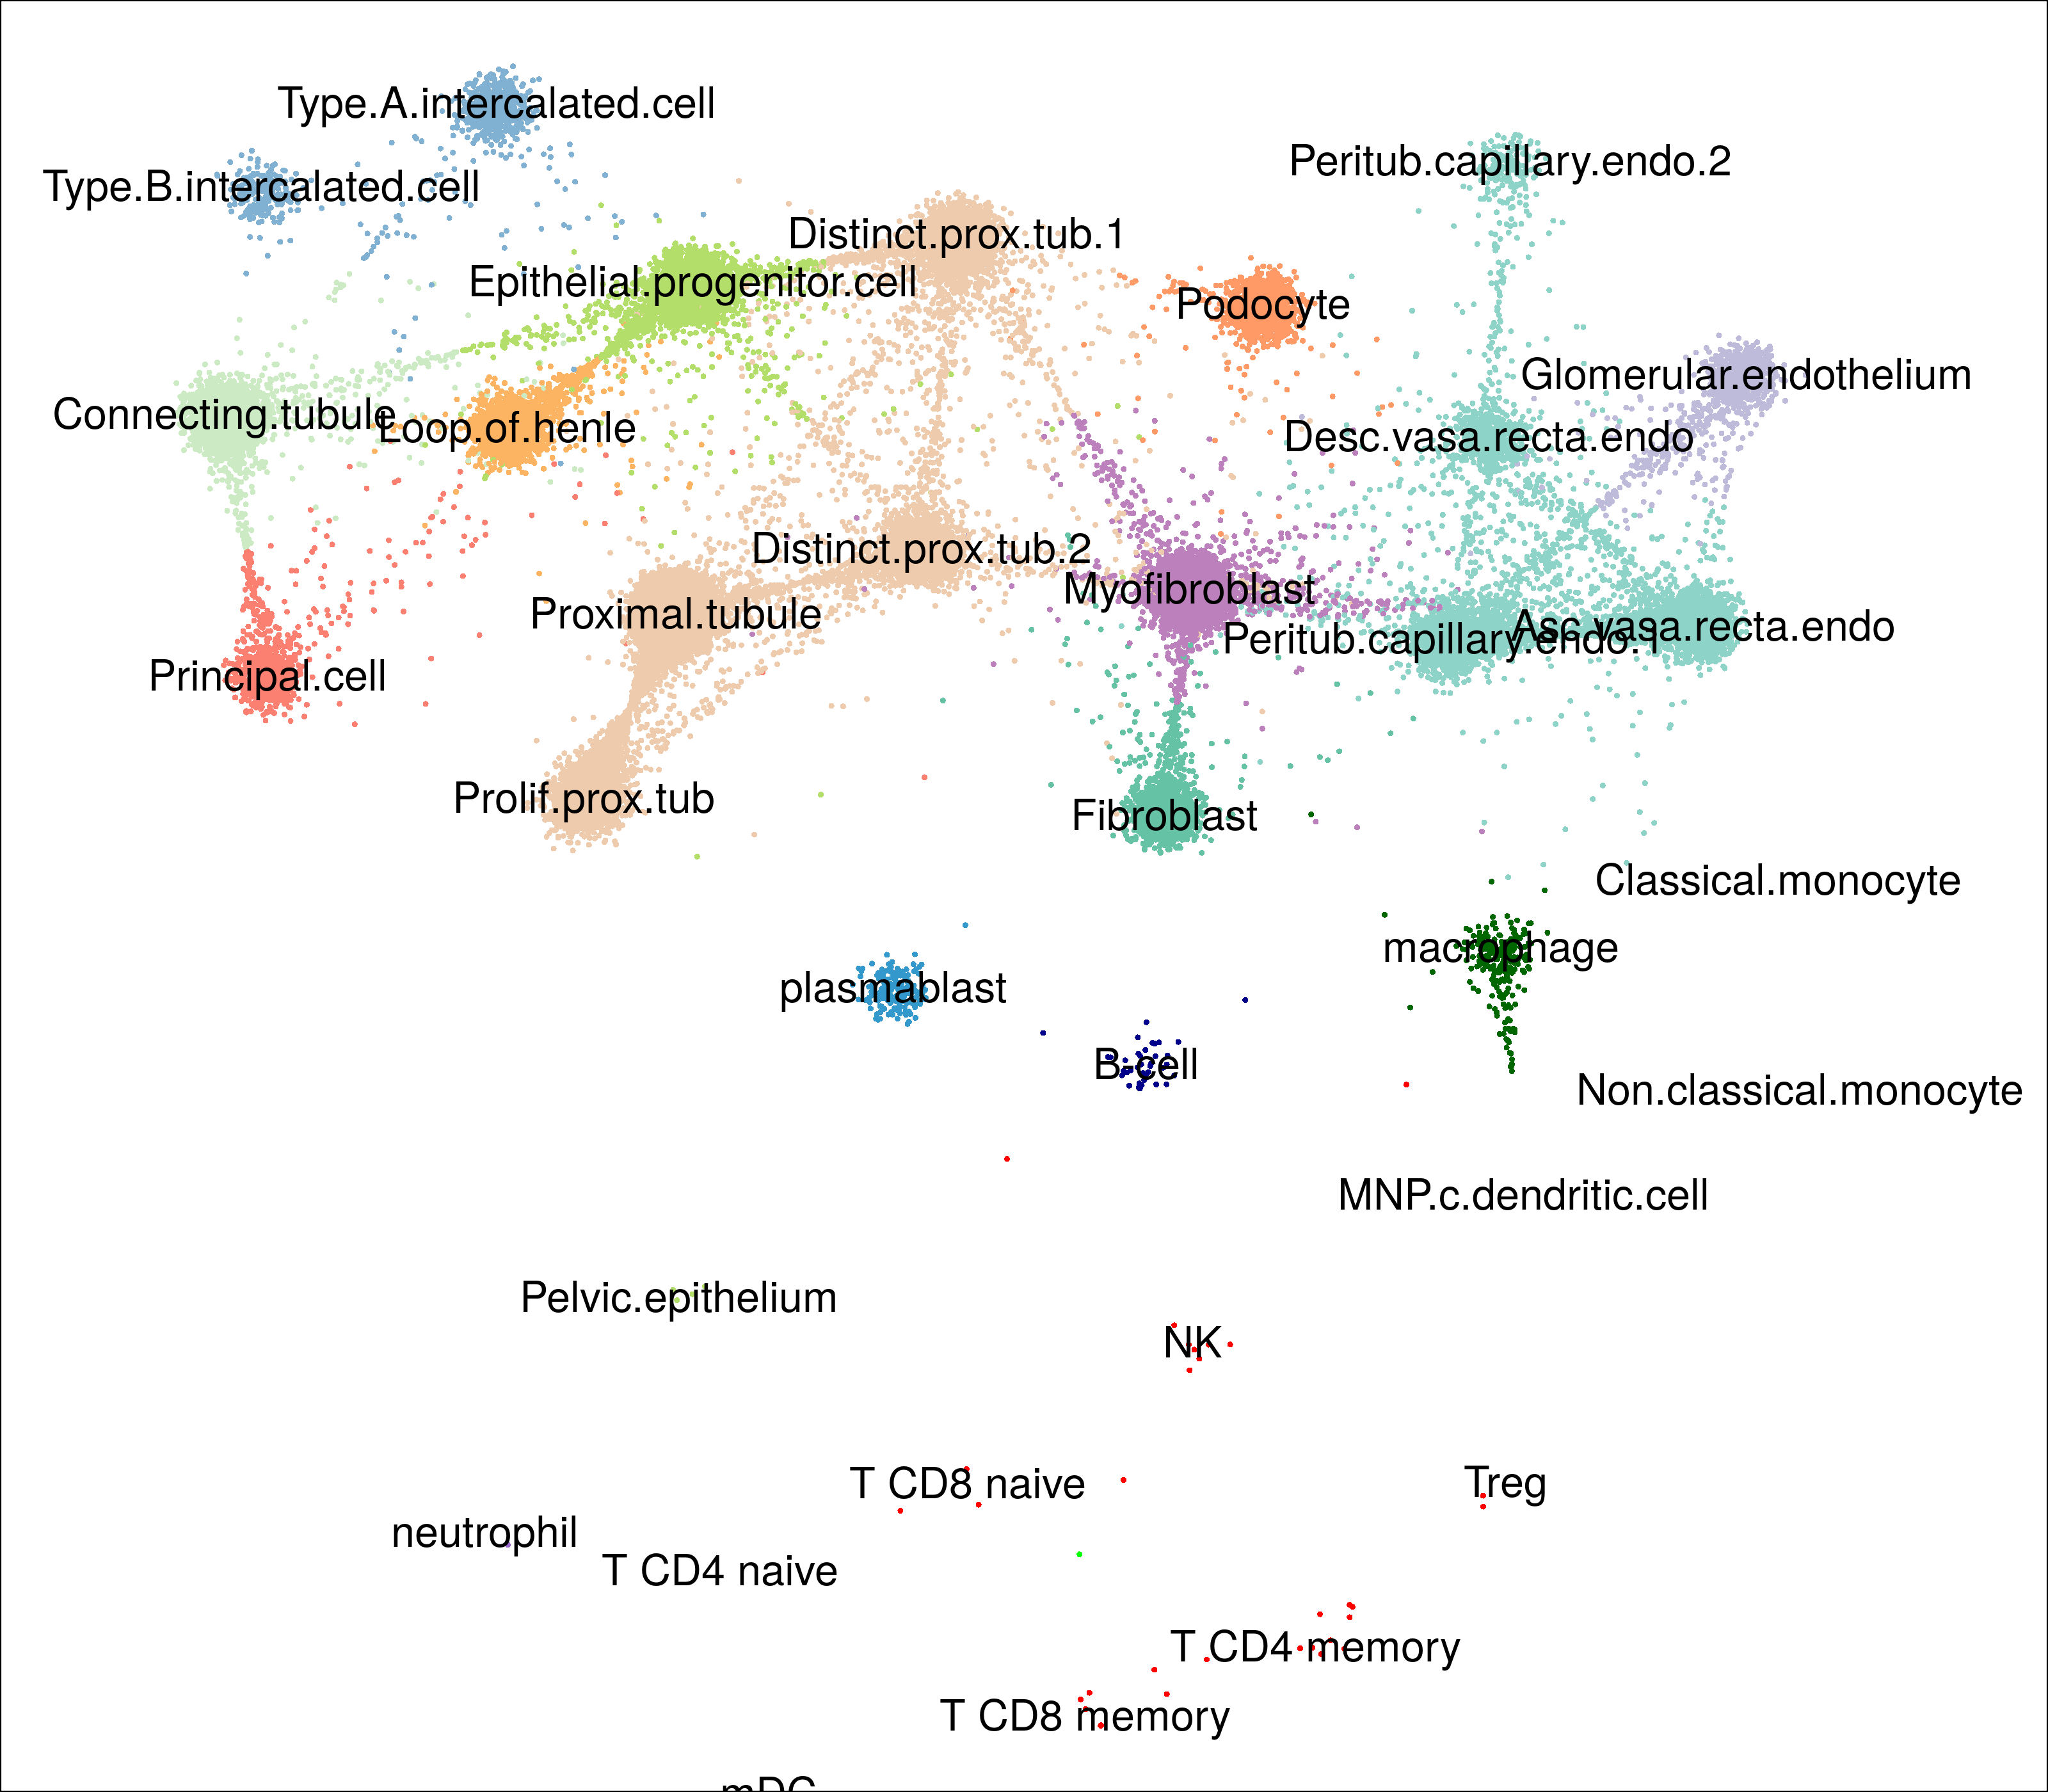 Type.A.intercalated.cell
Peritub.capillary.endo.2
Type.B.intercalated.cell
Distinct.prox.tub.1
Epithelial.progenitor.cell
Podocyte
Glomerular.endothelium
Connecting.tubule
Loop.of.henle
Desc.vasa.recta.endo
Distinct.prox.tub.2
Myofibroblast
Proximal.tubule
Peritub.capillary.endo.1
Asc.vasa.recta.endo
Principal.cell
Prolif.prox.tub
Fibroblast
Classical.monocyte
macrophage
plasmablast
B-cell
Non.classical.monocyte
MNP.c.dendritic.cell
Pelvic.epithelium
NK
T CD8 naive
Treg
neutrophil
T CD4 naive
T CD4 memory
T CD8 memory
mDC